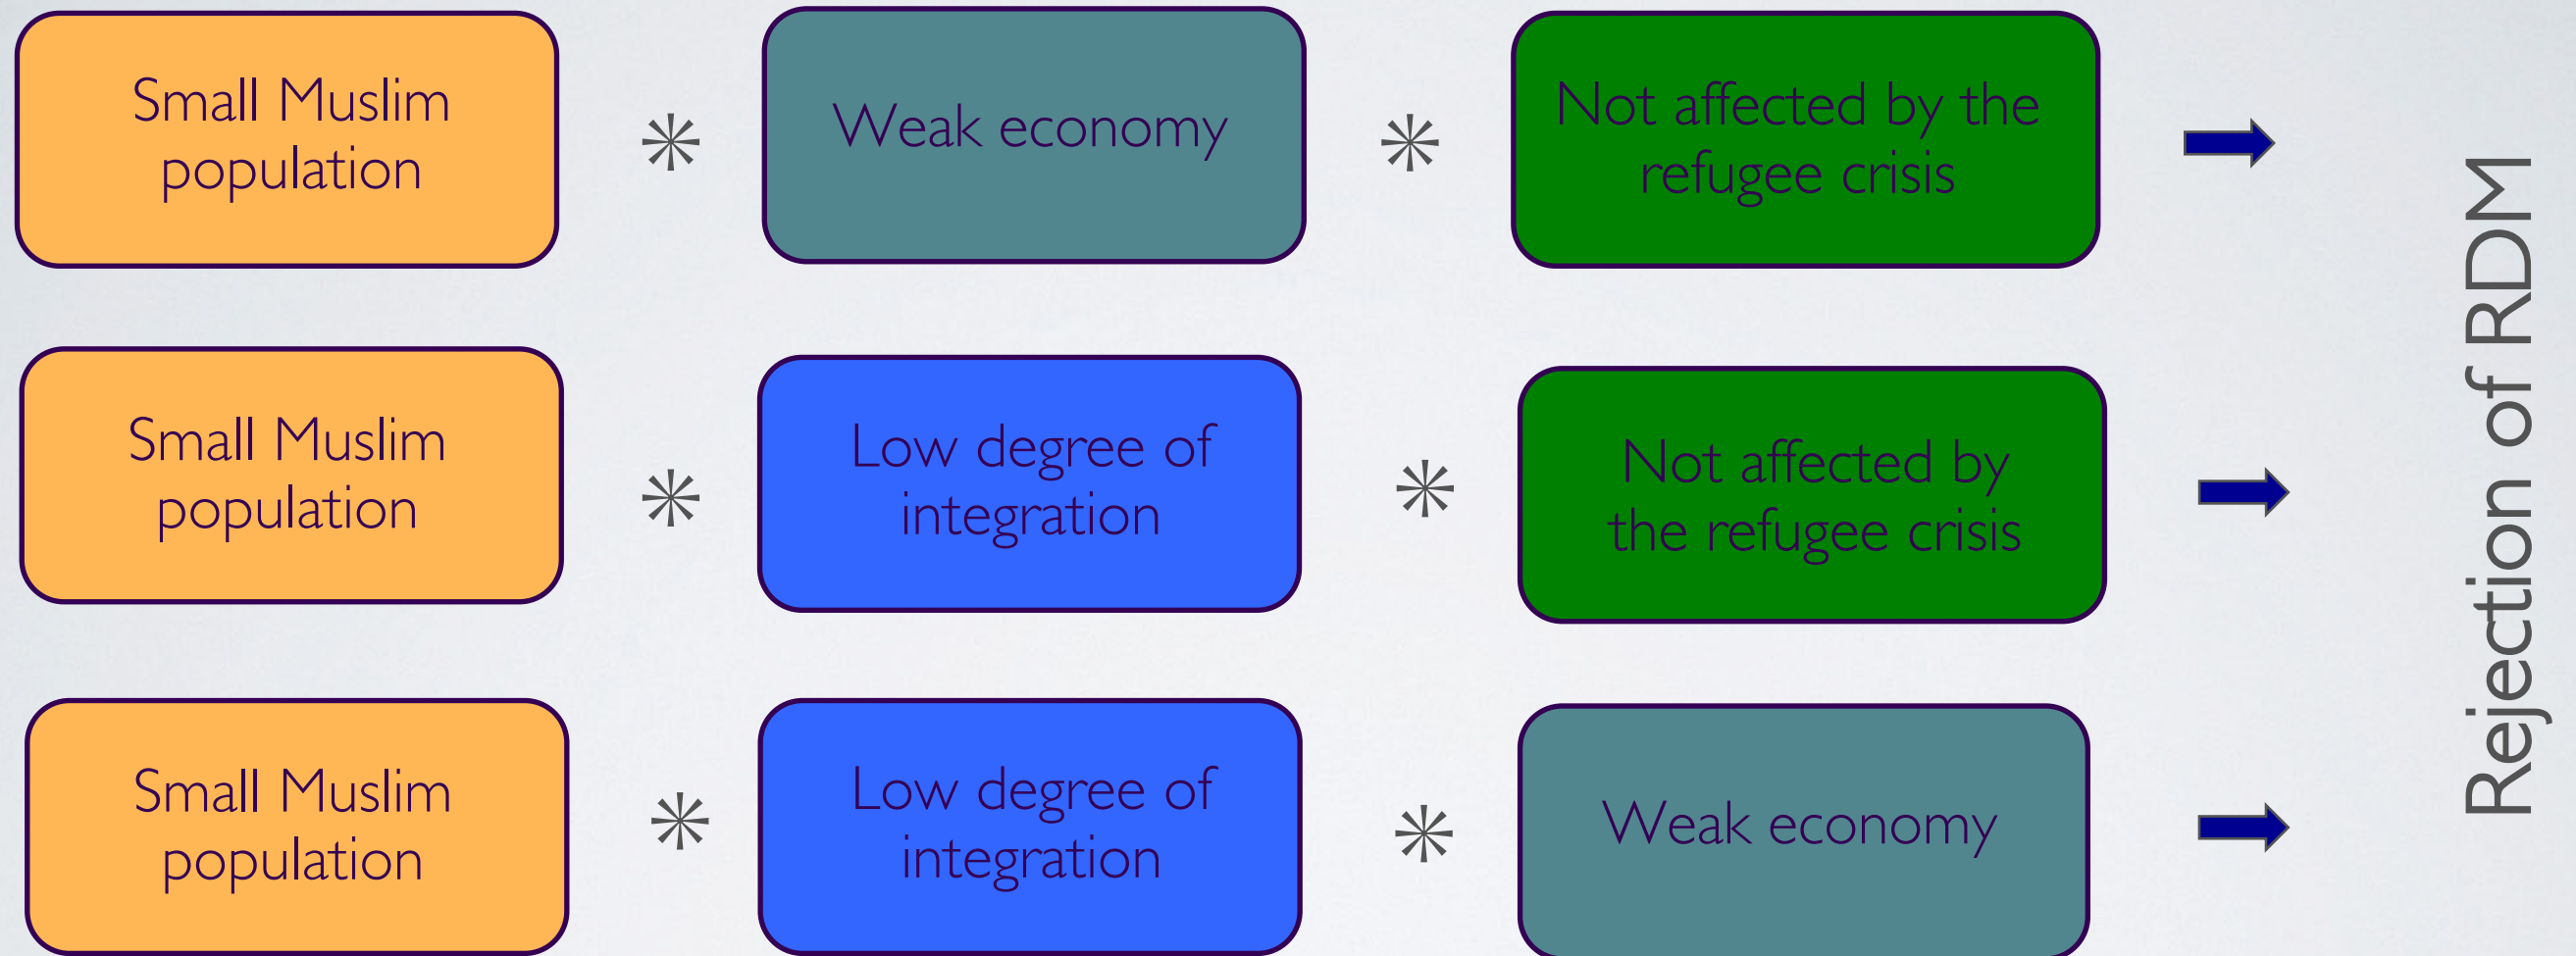 Small Muslim
population
*
Weak economy
*
Not affected by the
refugee crisis
Small Muslim
population
*
Low degree of
integration
*
Not affected by
the refugee crisis
Small Muslim
population
*
Low degree of
integration
*
Weak economy
Rejection of RDM